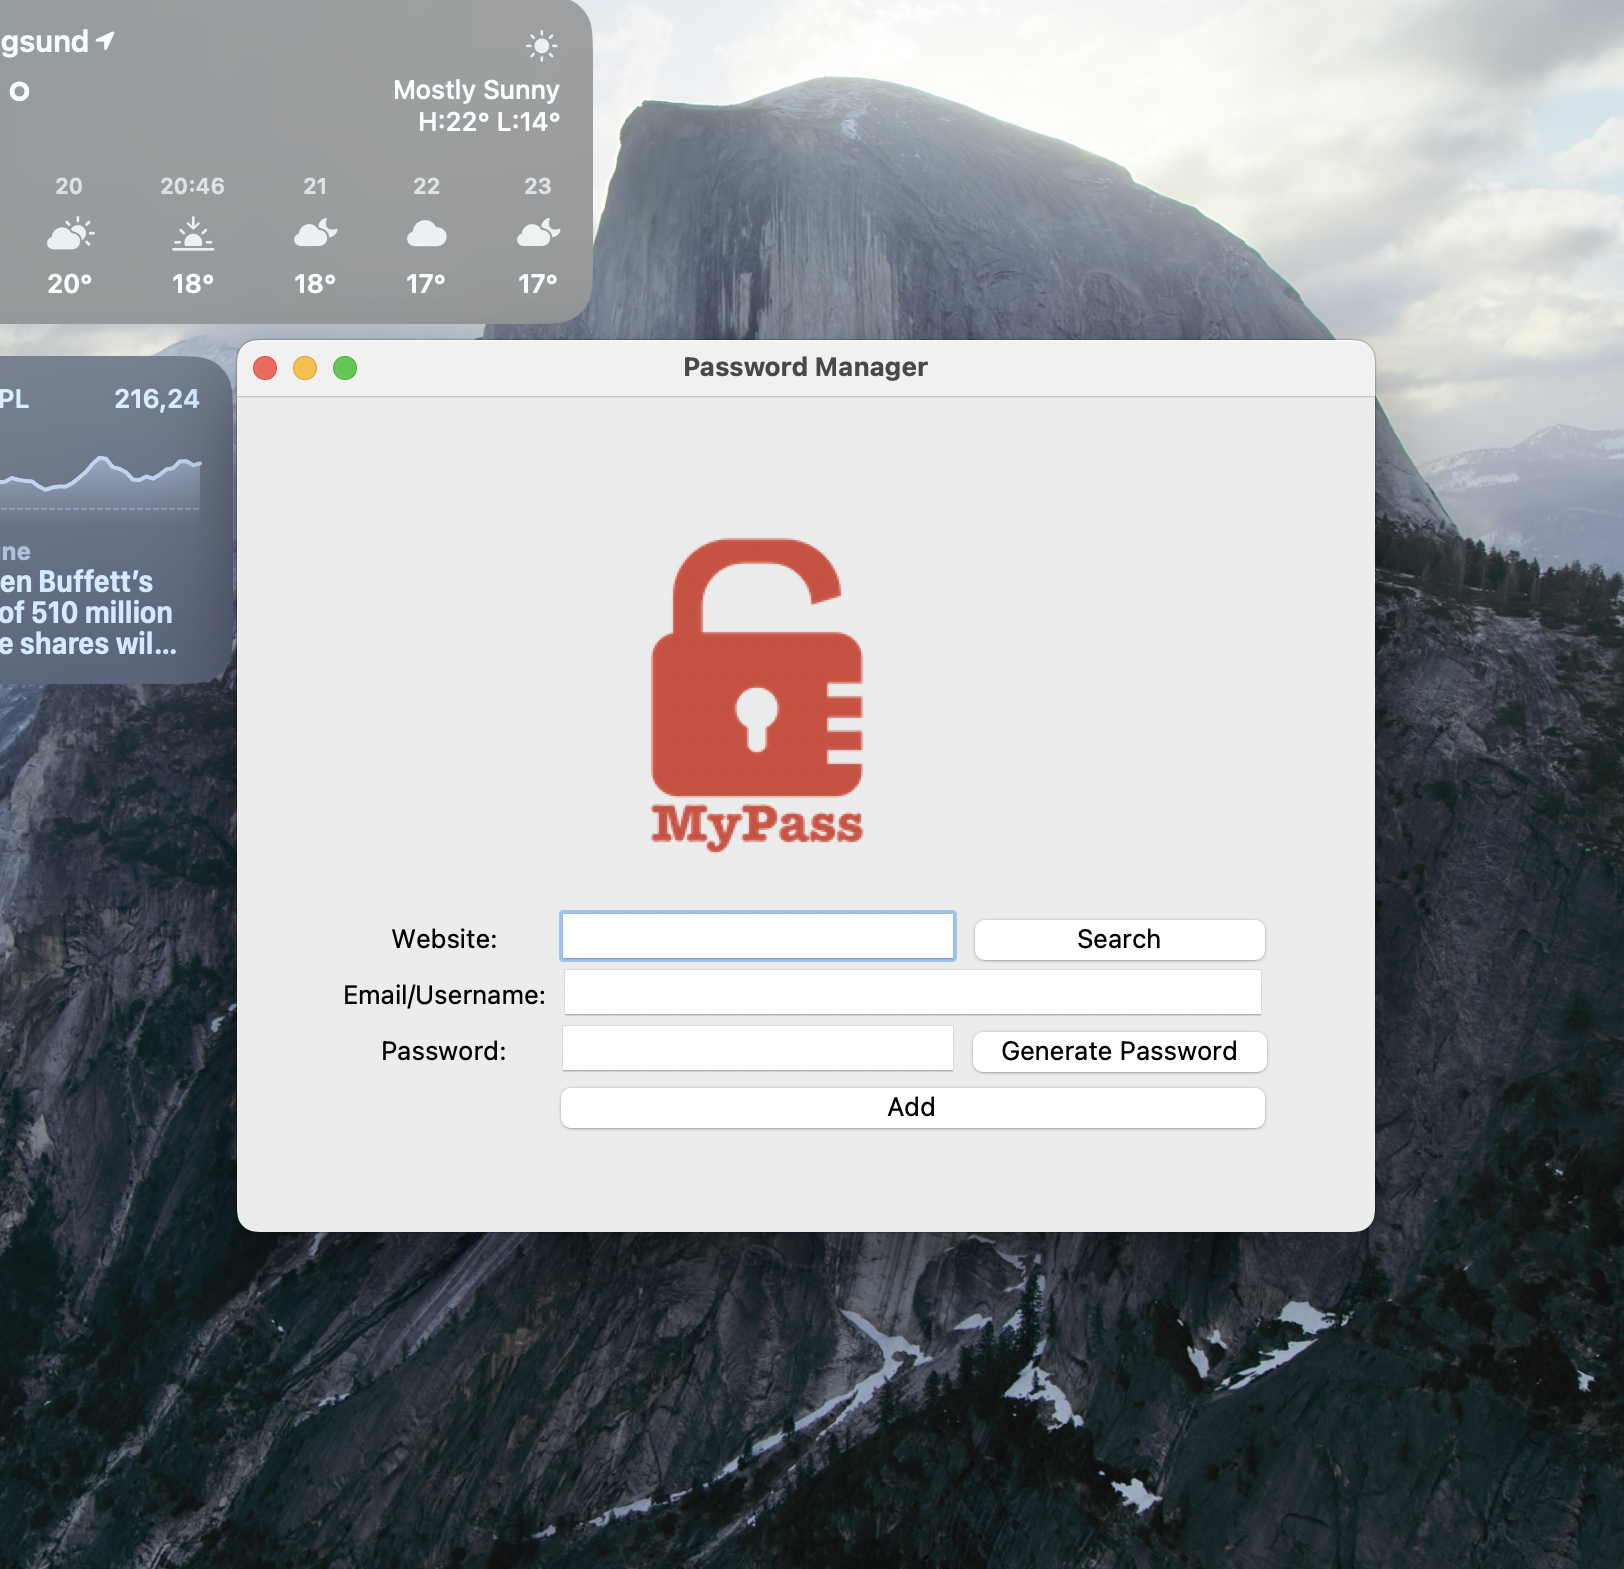 gsund
Mostly Sunny
H:22° L:14°
20 20:46 21 22 23
20° 18° 18° 17° 17°
PL 216,24
ne
en Buffett's
of 510 million
e shares wil...
Password Manager
MyPass
Website: Search
Email/Username:
Password: Generate Password
Add